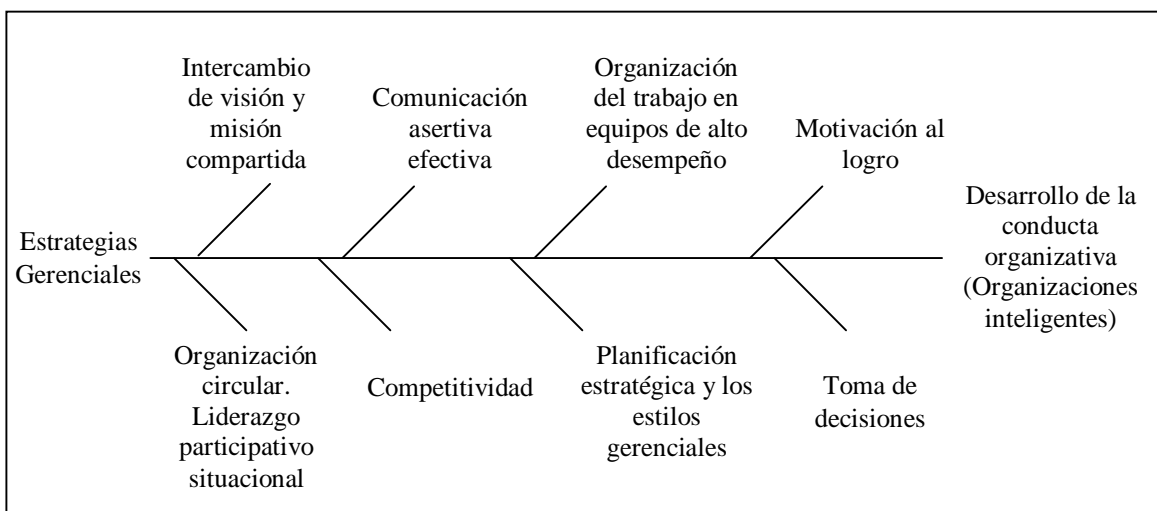 Intercambio
de visión y
misión
compartida
Comunicación
asertiva
efectiva
Organización
del trabajo en
equipos de alto
desempeño
Motivación al
logro
Estrategias
Gerenciales
Desarrollo de la
conducta
organizativa
(Organizaciones
inteligentes)
Organización
circular.
Liderazgo
participativo
situacional
Competitividad
Planificación
estratégica y los
estilos
gerenciales
Toma de
decisiones